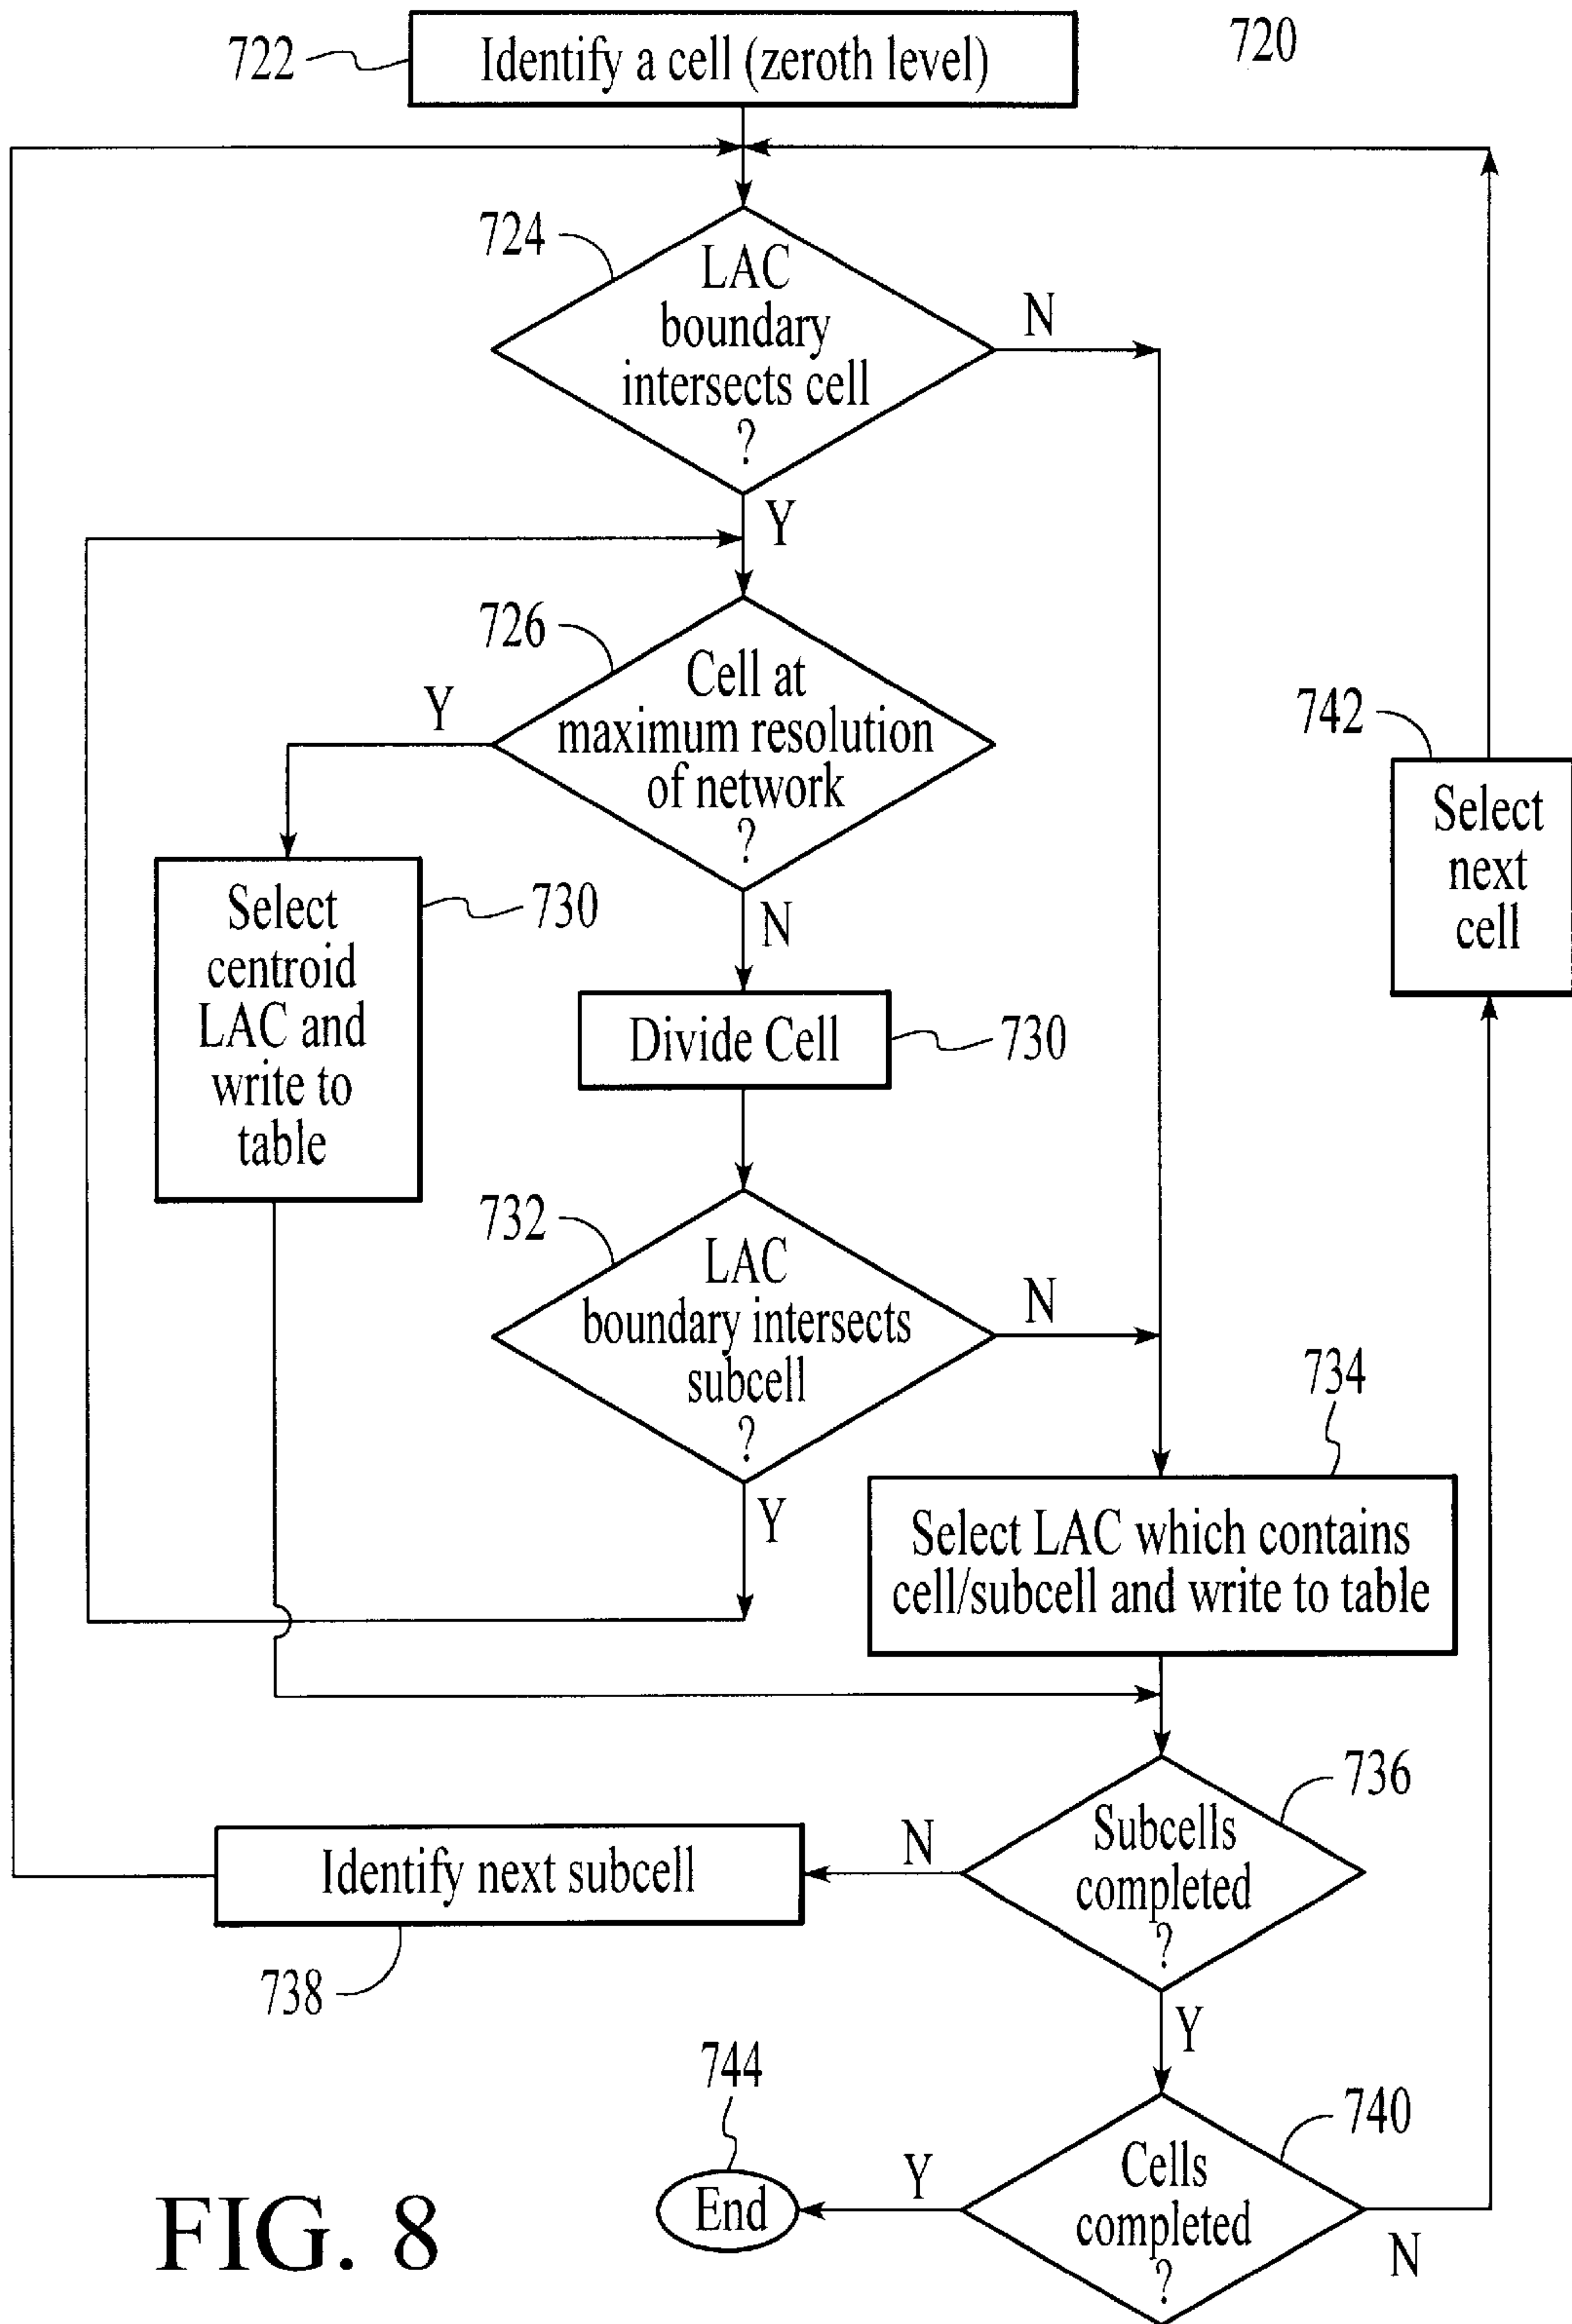 720
722
Identify a cell (zeroth level)
724
LAC
boundary
intersects cell
?
N
Y
726
Cell at
maximum resolution
of network
?
Y
N
742
Select
next
cell
Select
centroid
LAC and
write to
table
730
Divide Cell
730
732
LAC
boundary intersects
subcell
?
N
Y
734
Select LAC which contains
cell/subcell and write to table
736
Subcells
completed
?
N
Y
Identify next subcell
738
744
End
740
Cells
completed
?
Y
N
FIG. 8